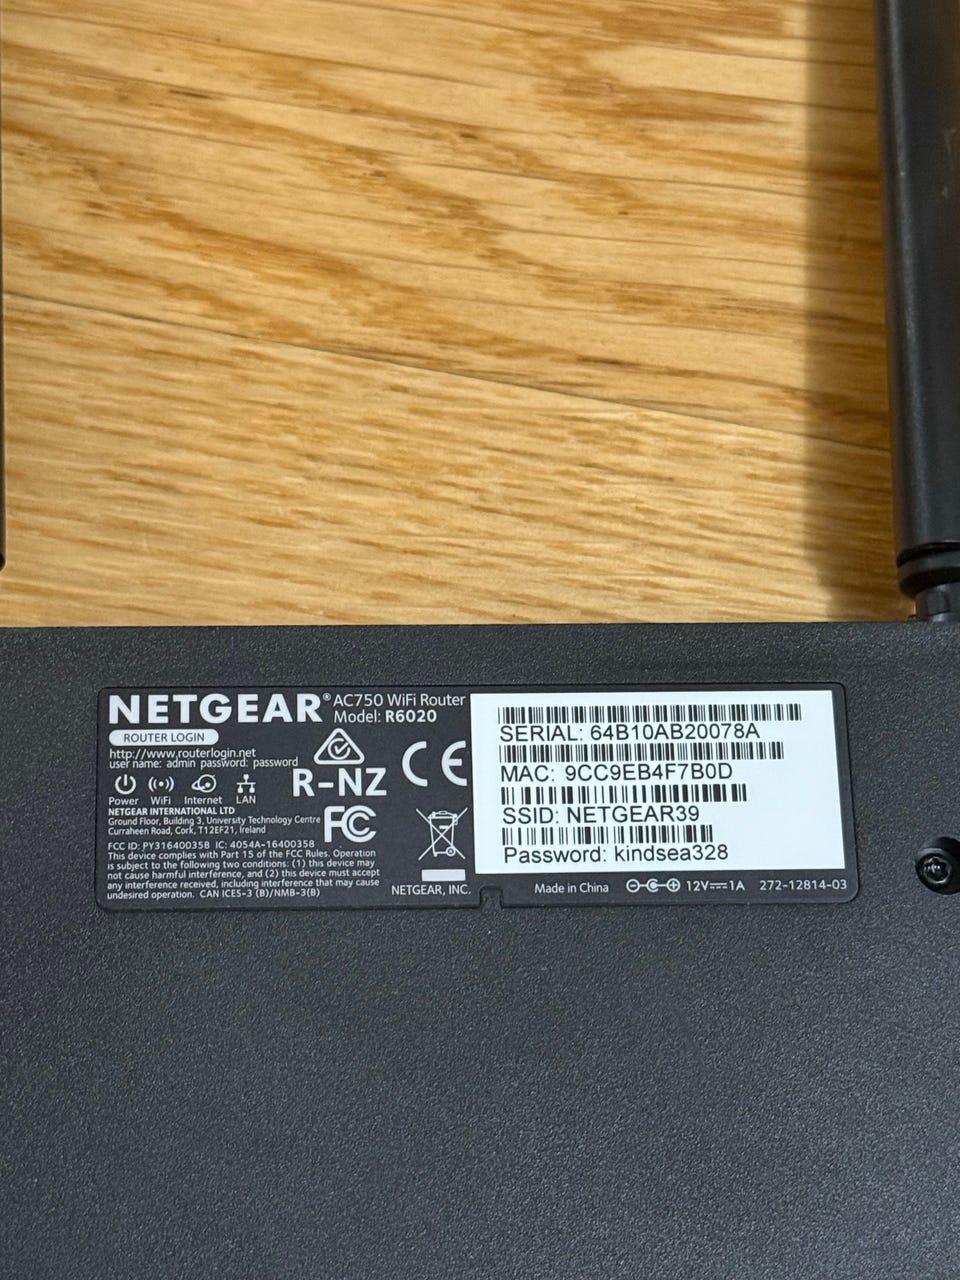 NETGEAR® AC750 WiFi Router
Model: R6020
ROUTER LOGIN
http://www.routerlogin.net
user name: admin password: password
R-NZ
CE
Power WiFi Internet LAN
NETGEAR INTERNATIONAL LTD
Ground Floor, Building 3, University Technology Centre
Curraheen Road, Cork, T12EF21, Ireland
FC
FCC ID: PY316400358 IC: 4054A-16400358
This device complies with Part 15 of the FCC Rules. Operation
is subject to the following two conditions: (1) this device may
not cause harmful interference, and (2) this device must accept
any interference received, including interference that may cause
undesired operation. CAN ICES-3 (B)/NMB-3(B)
NETGEAR, INC.
SERIAL: 64B10AB20078A
MAC: 9CC9EB4F7B0D
SSID: NETGEAR39
Password: kindsea328
Made in China 12V⎓1A 272-12814-03